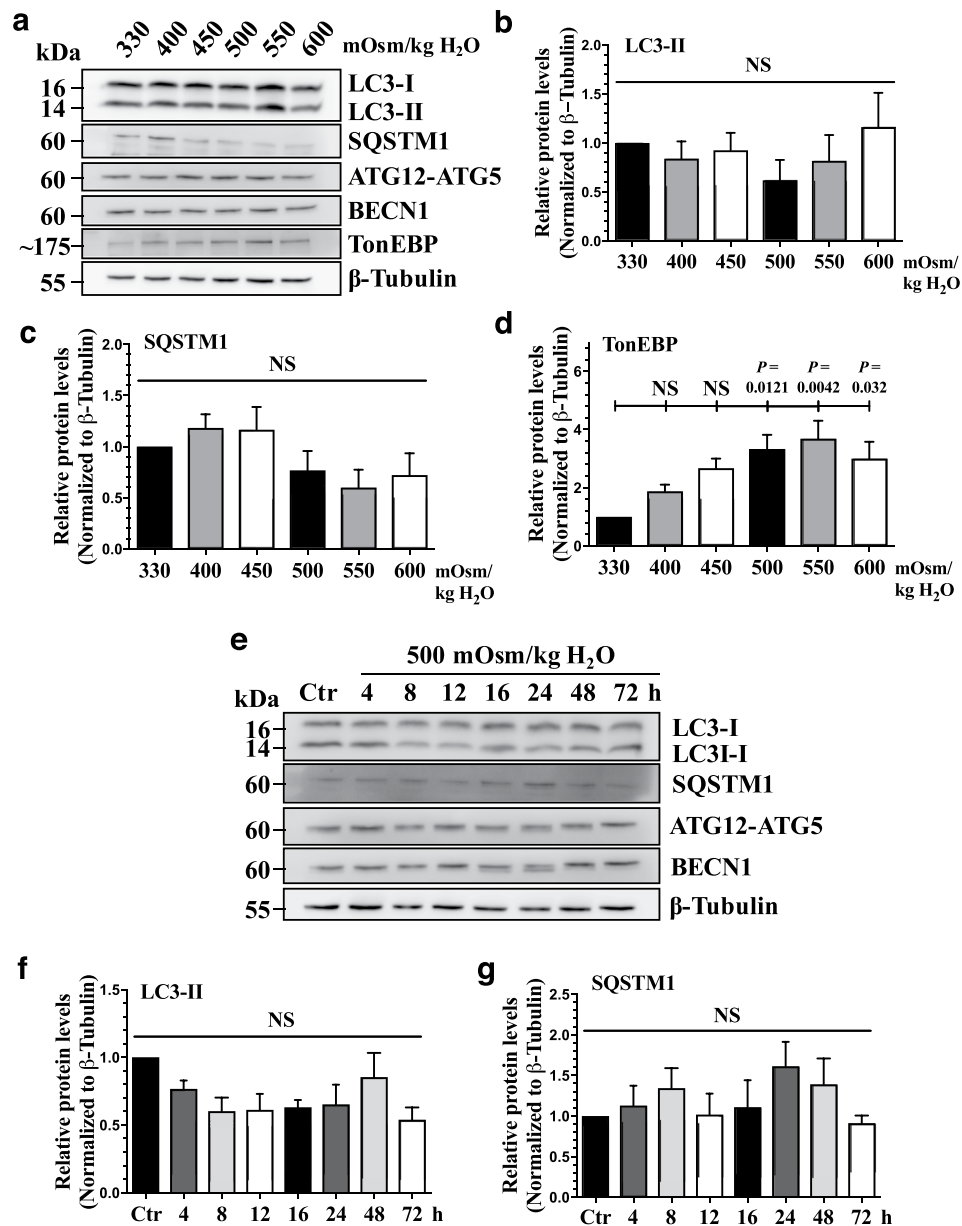 a
kDa
330 400 450 500 550 600 mOsm/kg H2O
16 LC3-I
14 LC3-II
60 SQSTM1
60 ATG12-ATG5
60 BECN1
~175 TonEBP
55 β-Tubulin
b
LC3-II
NS
Relative protein levels
(Normalized to β-Tubulin)
2.0
1.5
1.0
0.5
0.0
330 400 450 500 550 600 mOsm/
kg H2O
c
SQSTM1
NS
Relative protein levels
(Normalized to β-Tubulin)
2.0
1.5
1.0
0.5
0.0
330 400 450 500 550 600 mOsm/
kg H2O
d
TonEBP
NS NS P = 0.0121 P = 0.0042 P = 0.032
Relative protein levels
(Normalized to β-Tubulin)
6
4
2
0
330 400 450 500 550 600 mOsm/
kg H2O
e
500 mOsm/kg H2O
kDa Ctr 4 8 12 16 24 48 72 h
16 LC3-I
14 LC3I-I
60 SQSTM1
60 ATG12-ATG5
60 BECN1
55 β-Tubulin
f
LC3-II
NS
Relative protein levels
(Normalized to β-Tubulin)
1.5
1.0
0.5
0.0
Ctr 4 8 12 16 24 48 72 h
g
SQSTM1
NS
Relative protein levels
(Normalized to β-Tubulin)
2.5
2.0
1.5
1.0
0.5
0.0
Ctr 4 8 12 16 24 48 72 h